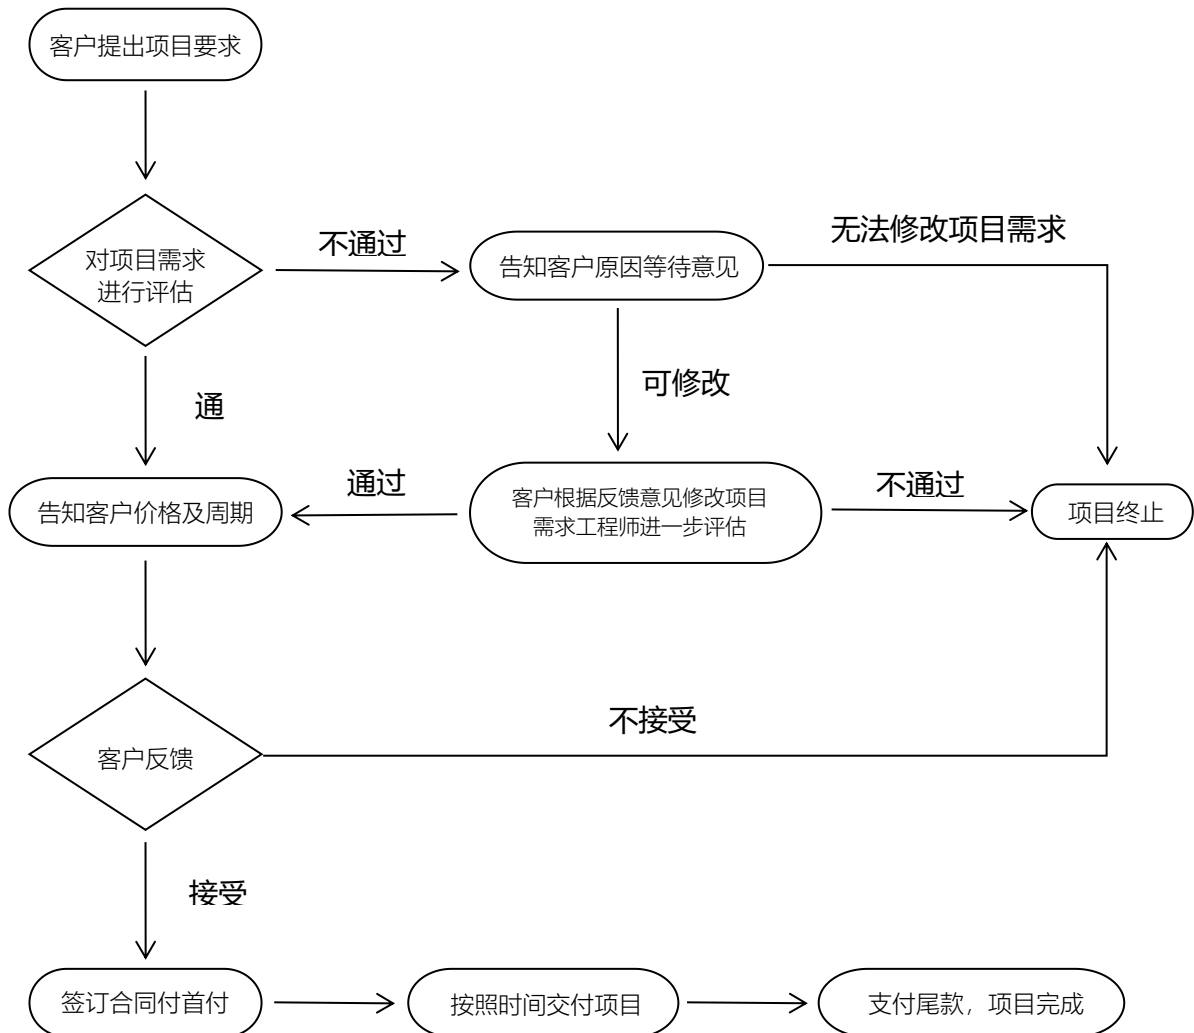 客户提出项目要求
无法修改项目需求
不通过
对项目需求
进行评估
告知客户原因等待意见
可修改
通
通过
不通过
客户根据反馈意见修改项目
需求工程师进一步评估
告知客户价格及周期
项目终止
不接受
客户反馈
接受
签订合同付首付
按照时间交付项目
支付尾款，项目完成